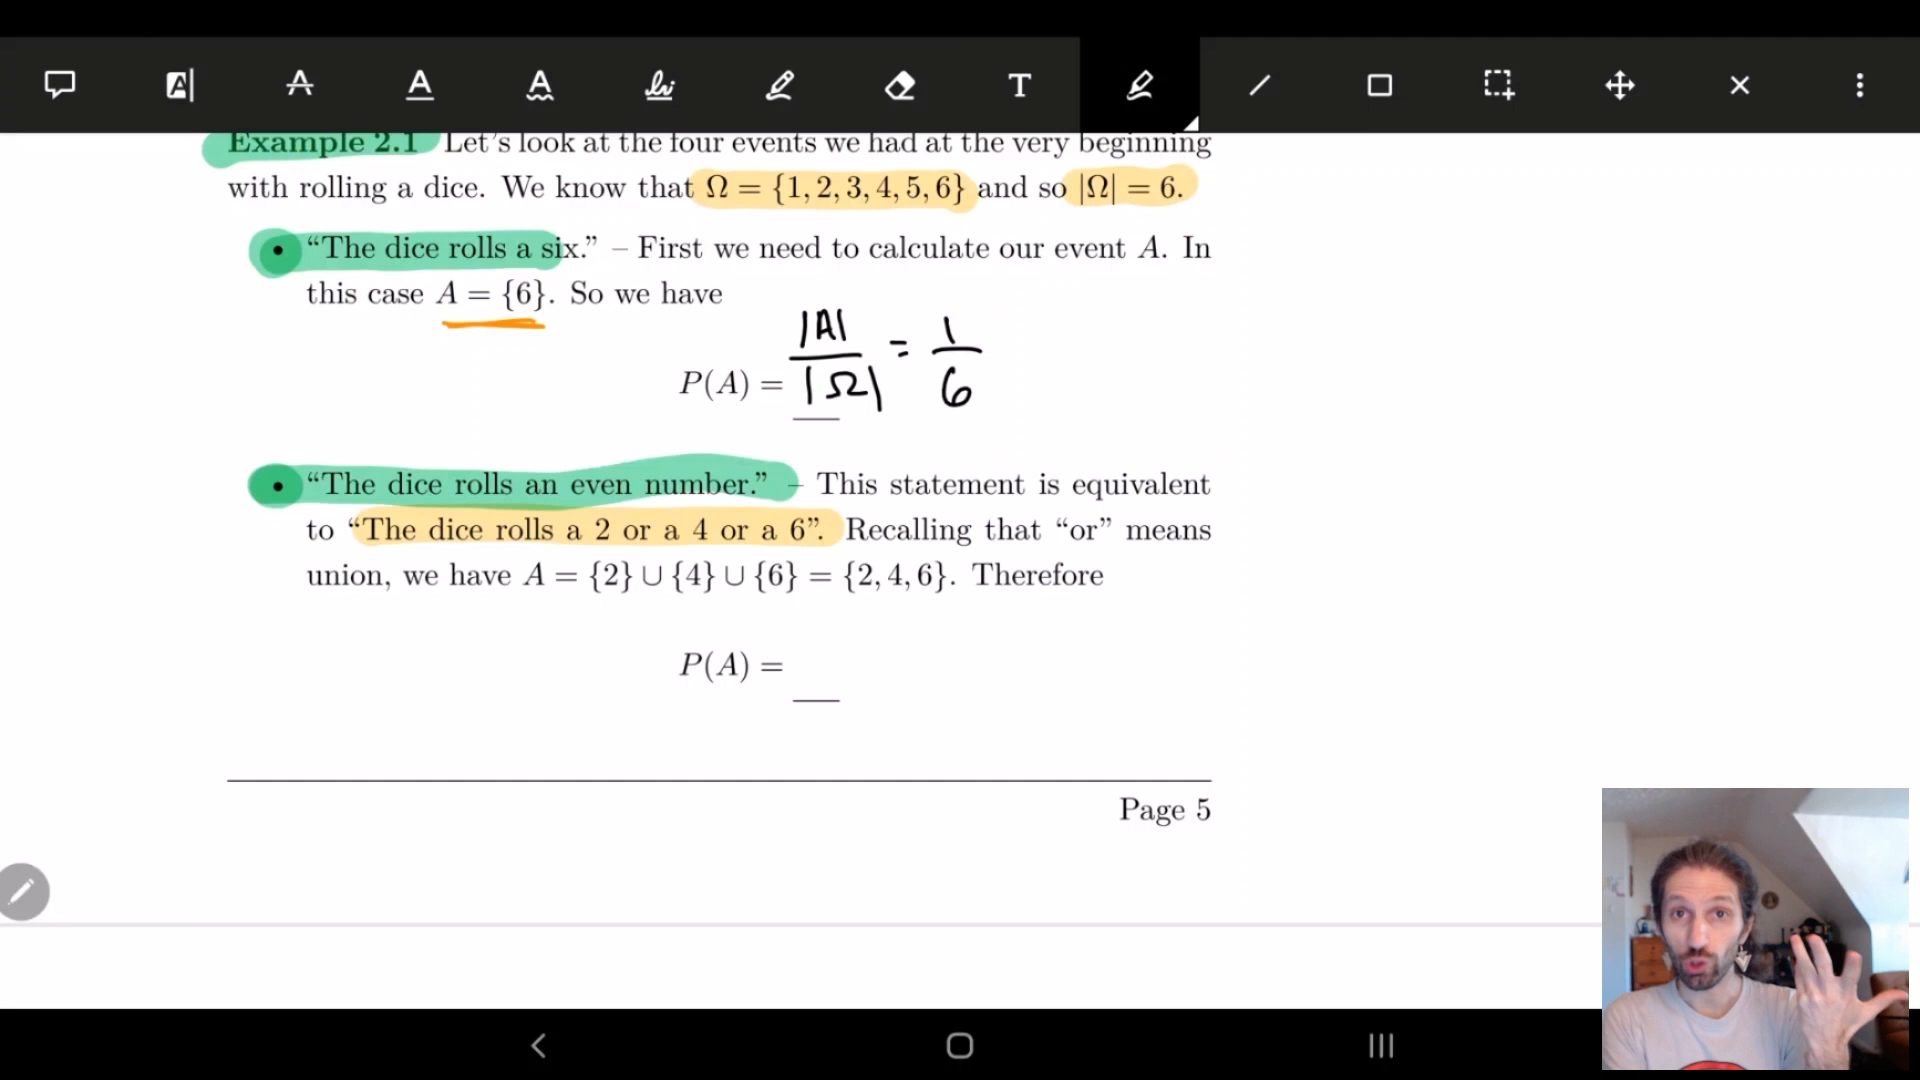 Example 2.1 Let's look at the four events we had at the very beginning
with rolling a dice. We know that Ω = {1, 2, 3, 4, 5, 6} and so |Ω| = 6.
• “The dice rolls a six.” – First we need to calculate our event A. In
this case A = {6}. So we have
P(A) = |A| / |Ω| = 1 / 6
• “The dice rolls an even number.” – This statement is equivalent
to “The dice rolls a 2 or a 4 or a 6”. Recalling that “or” means
union, we have A = {2} ∪ {4} ∪ {6} = {2, 4, 6}. Therefore
P(A) =
Page 5